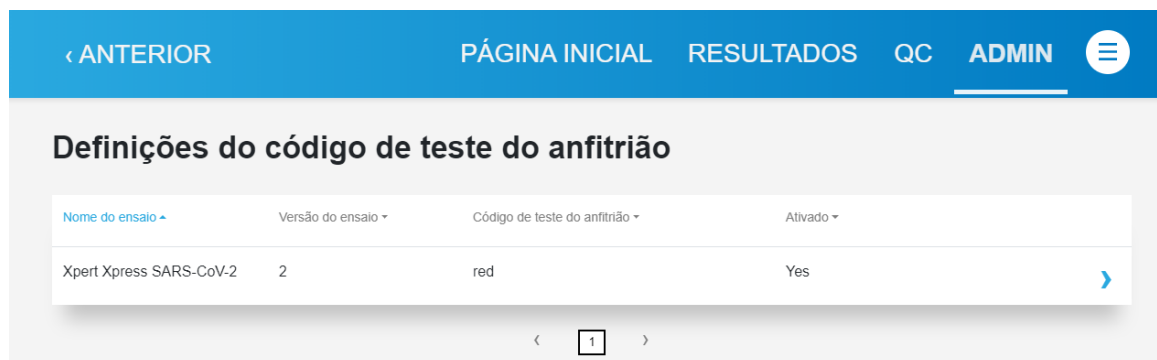 ‹ ANTERIOR PÁGINA INICIAL RESULTADOS QC ADMIN
Definições do código de teste do anfitrião
Nome do ensaio Versão do ensaio Código de teste do anfitrião Ativado
Xpert Xpress SARS-CoV-2 2 red Yes
‹ 1 ›